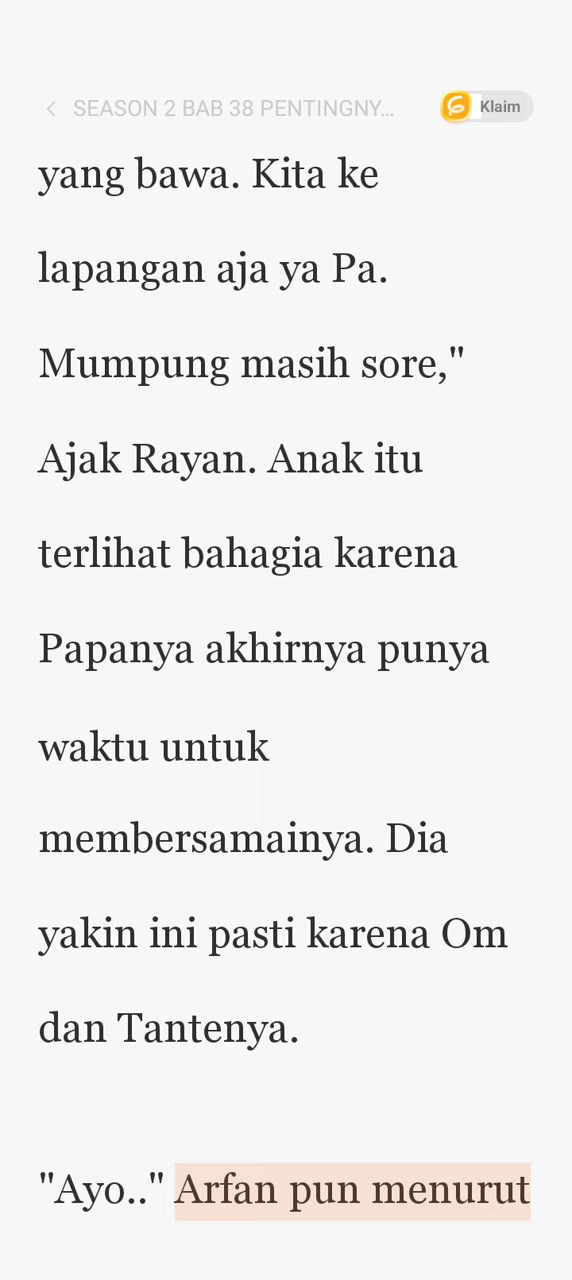 SEASON 2 BAB 38 PENTINGNY...
Klaim
yang bawa. Kita ke
lapangan aja ya Pa.
Mumpung masih sore,"
Ajak Rayan. Anak itu
terlihat bahagia karena
Papanya akhirnya punya
waktu untuk
membersamainya. Dia
yakin ini pasti karena Om
dan Tantenya.
"Ayo.." Arfan pun menurut